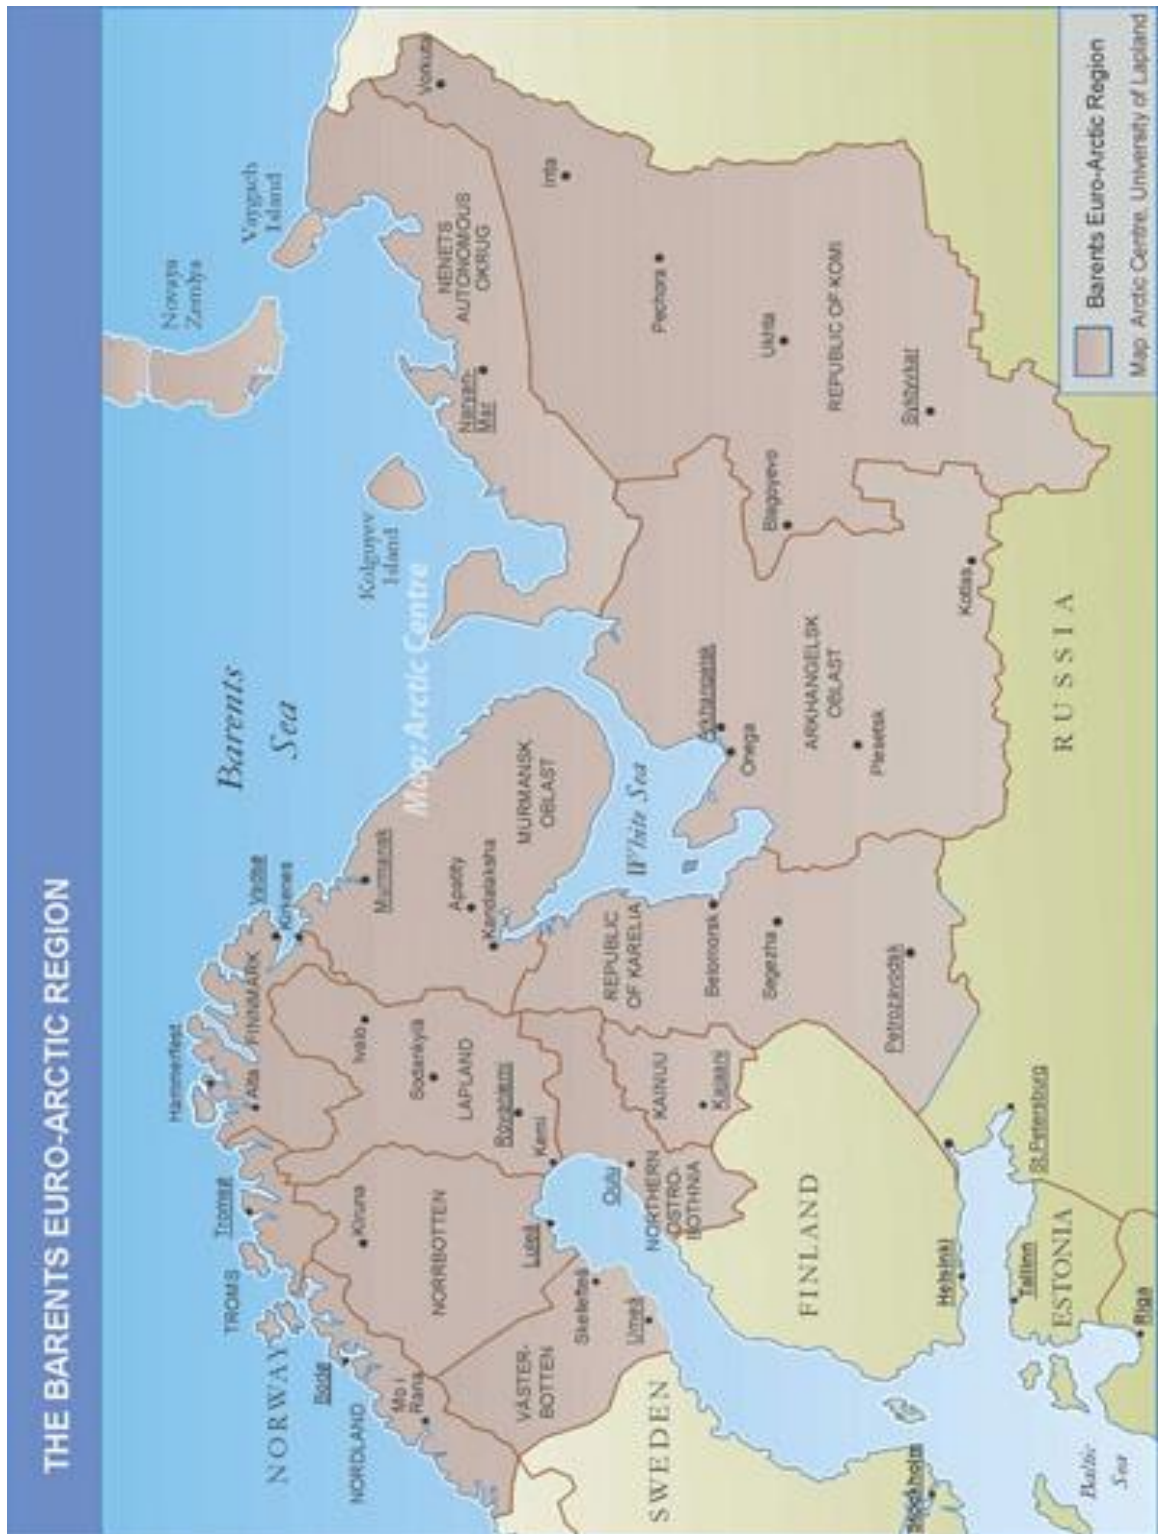 THE BARENTS EURO-ARCTIC REGION
Barents
Sea
Novaya
Zemlya
Vaygach
Island
Kolguyev
Island
Map: Arctic Centre
Hammerfest
Vadsø
Kirkenes
FINNMARK
Alta
Tromsø
TROMS
NORWAY
Bodø
NORDLAND
Mo i
Rana
Murmansk
Apatity
Kandalaksha
MURMANSK
OBLAST
White Sea
Ivalo
Sodankylä
LAPLAND
Rovaniemi
Kemi
Kiruna
NORRBOTTEN
Luleå
Skellefteå
Umeå
VÄSTER-
BOTTEN
SWEDEN
Oulu
NORTHERN
OSTRO-
BOTHNIA
KAINUU
Kajaani
FINLAND
Helsinki
REPUBLIC
OF KARELIA
Belomorsk
Segezha
Petrozavodsk
St.Petersburg
Tallinn
ESTONIA
Riga
Stockholm
Baltic
Sea
NENETS
AUTONOMOUS
OKRUG
Naryan-
Mar
Vorkuta
Inta
Pechora
Ukhta
REPUBLIC OF KOMI
Syktyvkar
Blagoyevo
Arkhangelsk
Onega
ARKHANGELSK
OBLAST
Plesetsk
Kotlas
RUSSIA
Barents Euro-Arctic Region
Map: Arctic Centre, University of Lapland